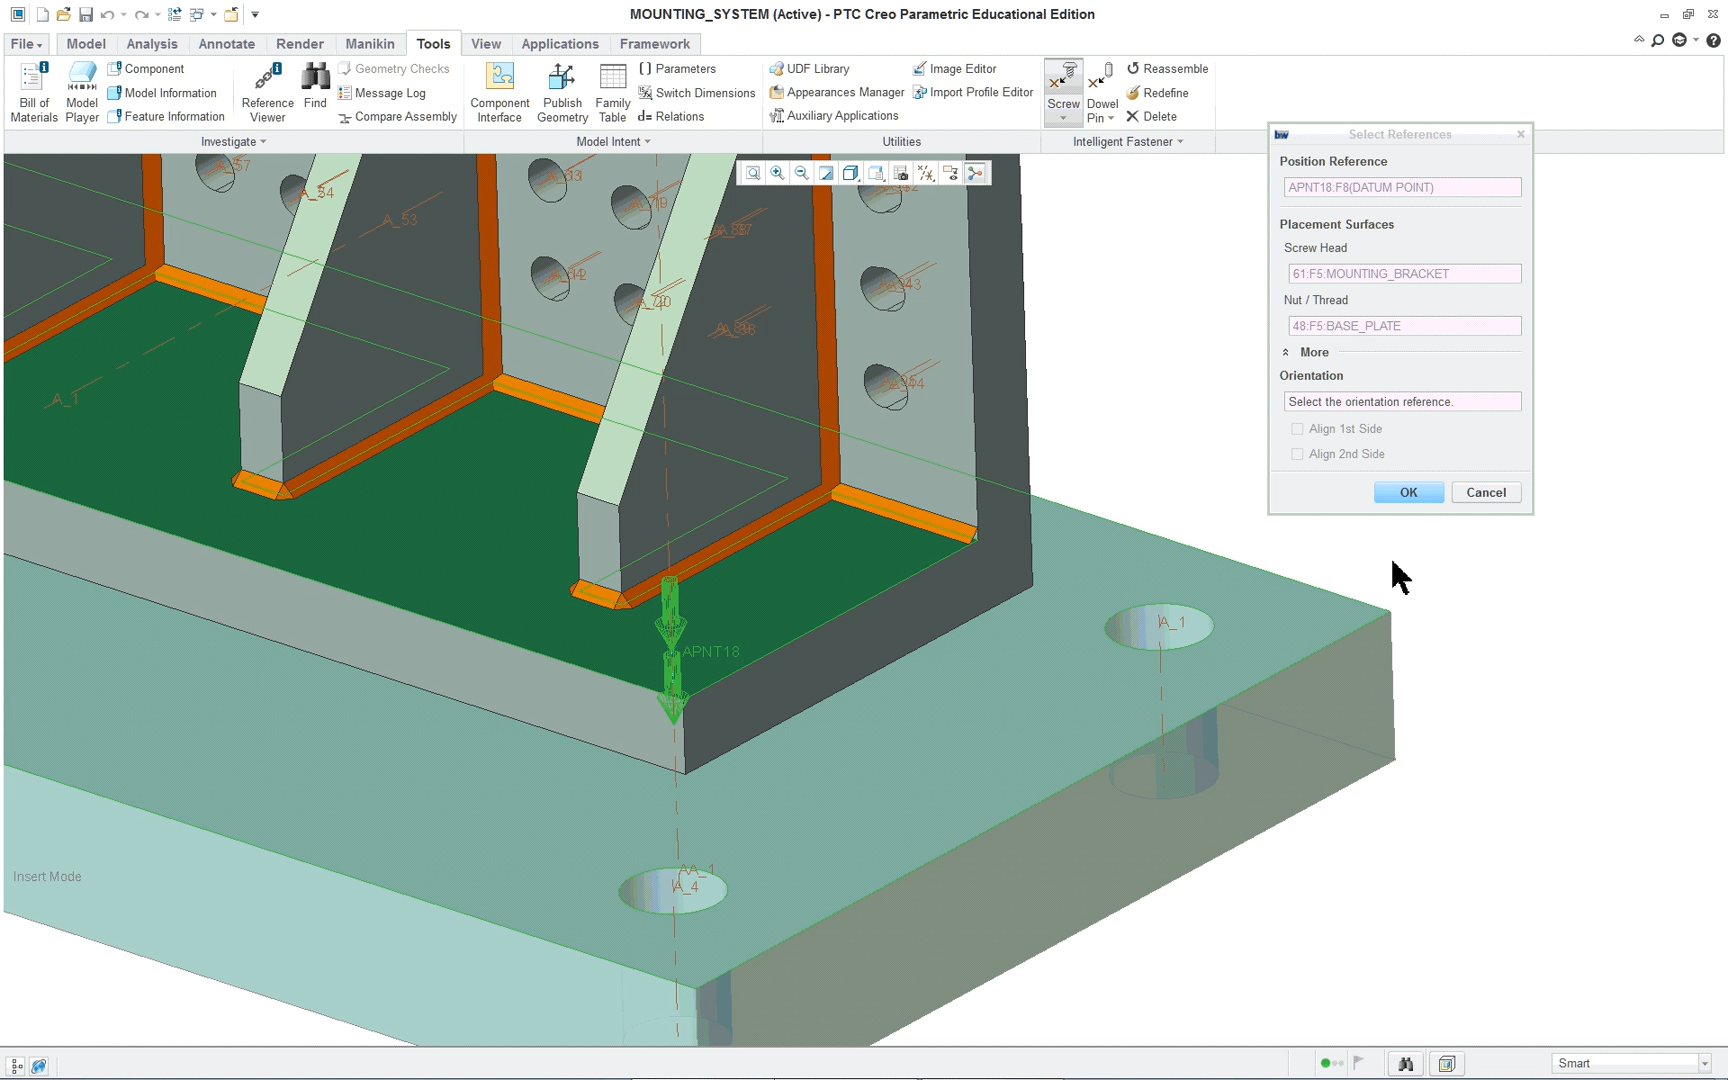 MOUNTING_SYSTEM (Active) - PTC Creo Parametric Educational Edition
File Model Analysis Annotate Render Manikin Tools View Applications Framework
Bill of Materials
Model Player
Component
Model Information
Feature Information
Reference Viewer
Find
Geometry Checks
Message Log
Compare Assembly
Component Interface
Publish Geometry
Family Table
Parameters
Switch Dimensions
d= Relations
UDF Library
Appearances Manager
Auxiliary Applications
Image Editor
Import Profile Editor
Screw
Dowel Pin
Reassemble
Redefine
Delete
Investigate Model Intent Utilities Intelligent Fastener
Select References
Position Reference
APNT18:F8(DATUM POINT)
Placement Surfaces
Screw Head
61:F5:MOUNTING_BRACKET
Nut / Thread
48:F5:BASE_PLATE
More
Orientation
Select the orientation reference.
Align 1st Side
Align 2nd Side
OK Cancel
A_53
A_1
APNT18
A_1
AA_1
A_4
Insert Mode
Smart